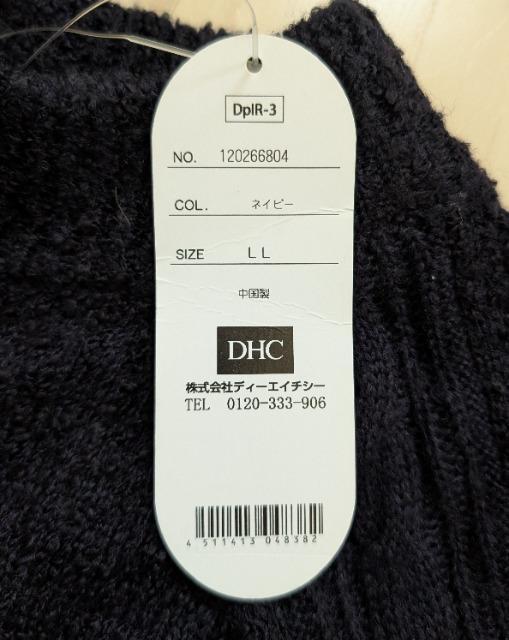 DpIR-3
NO. 120266804
COL. ネイビー
SIZE LL
中国製
DHC
株式会社ディーエイチシー
TEL 0120-333-906
4 511413 048382